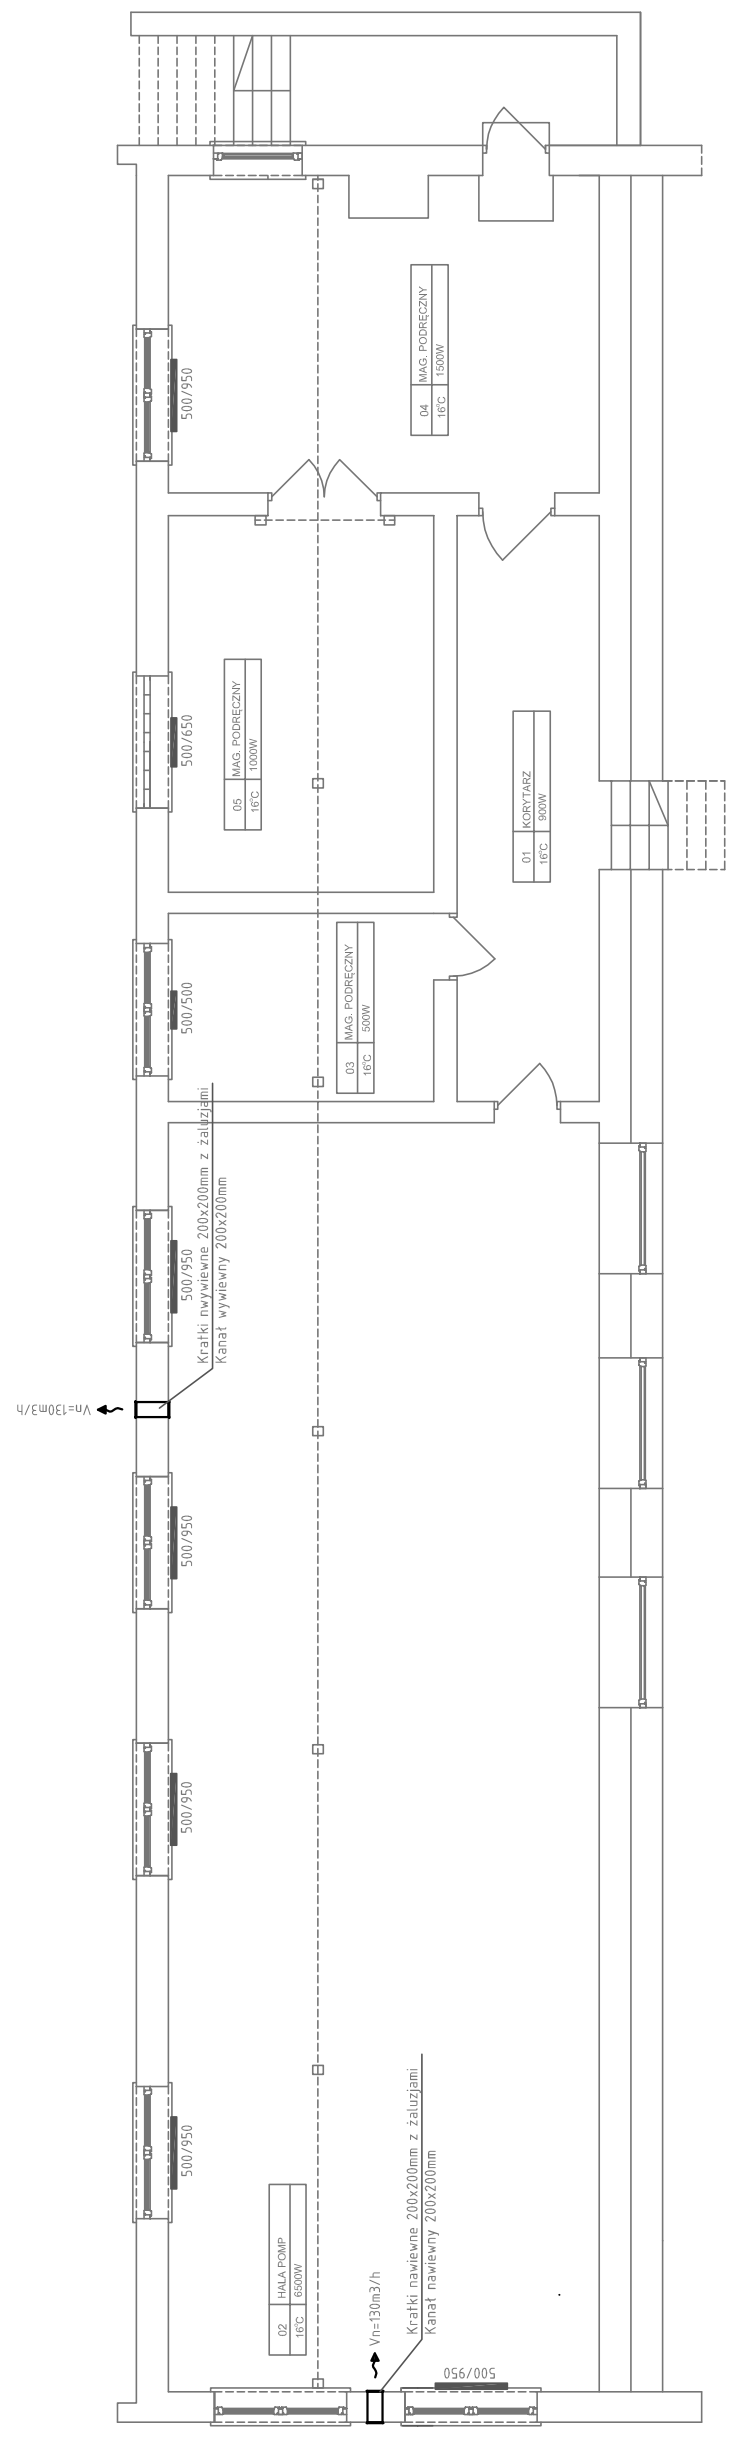 04 MAG. PODRĘCZNY
16°C 1500W
500/950
05 MAG. PODRĘCZNY
16°C 1000W
500/650
01 KORYTARZ
16°C 900W
03 MAG. PODRĘCZNY
16°C 500W
500/500
Kratki nwywiewne 200x200mm z żaluzjami
Kanał wywiewny 200x200mm
500/950
Vn=130m3/h
500/950
500/950
500/950
02 HALA POMP
16°C 6500W
Vn=130m3/h
Kratki nawiewne 200x200mm z żaluzjami
Kanał nawiewny 200x200mm
500/950